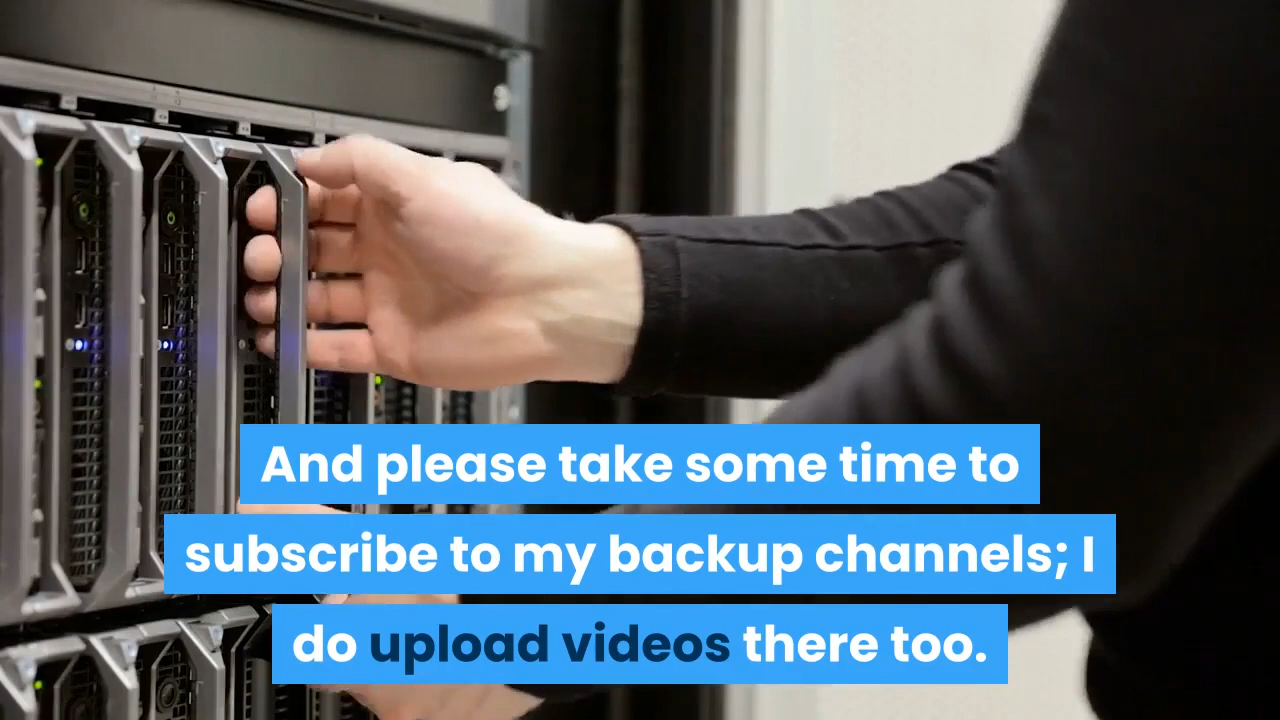 And please take some time to
subscribe to my backup channels; I
do upload videos there too.